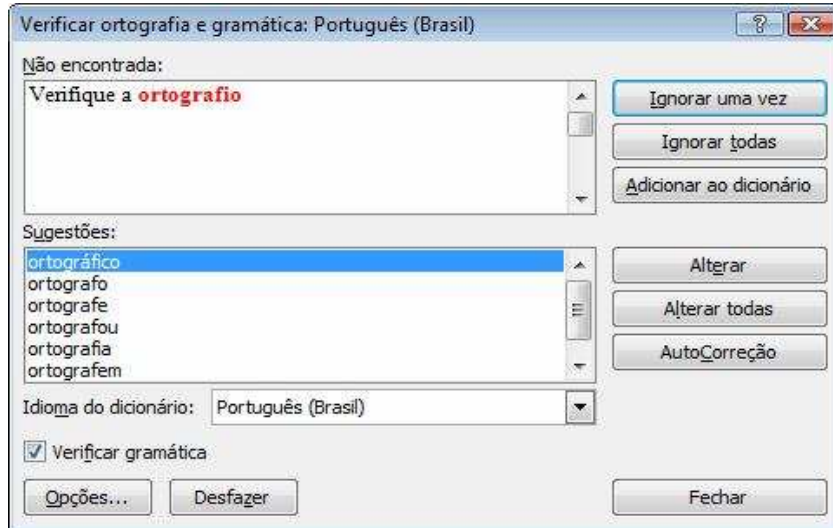 Verificar ortografia e gramática: Português (Brasil)
Não encontrada:
Verifique a ortografio
Ignorar uma vez
Ignorar todas
Adicionar ao dicionário
Sugestões:
ortográfico
ortografo
ortografe
ortografou
ortografia
ortografem
Alterar
Alterar todas
AutoCorreção
Idioma do dicionário: Português (Brasil)
Verificar gramática
Opções... Desfazer Fechar